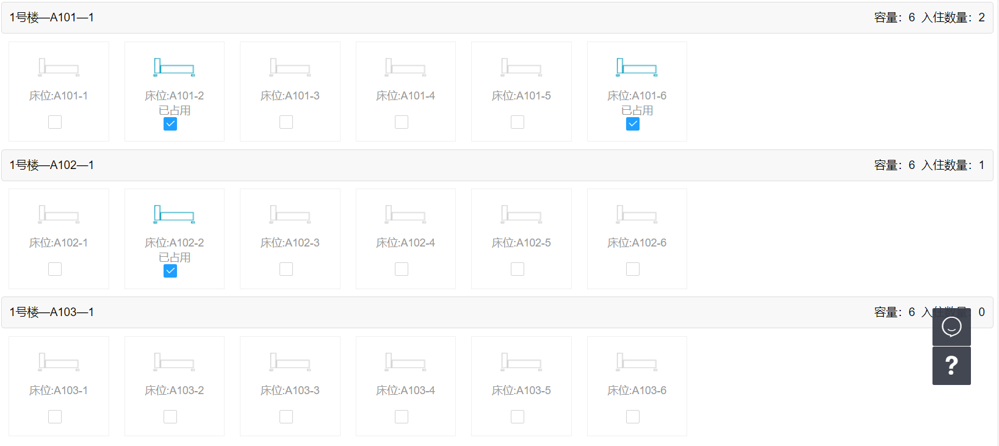 1号楼—A101—1 容量：6 入住数量：2
床位:A101-1 床位:A101-2 床位:A101-3 床位:A101-4 床位:A101-5 床位:A101-6
已占用 已占用
1号楼—A102—1 容量：6 入住数量：1
床位:A102-1 床位:A102-2 床位:A102-3 床位:A102-4 床位:A102-5 床位:A102-6
已占用
1号楼—A103—1 容量：6 入住数量：0
床位:A103-1 床位:A103-2 床位:A103-3 床位:A103-4 床位:A103-5 床位:A103-6
?